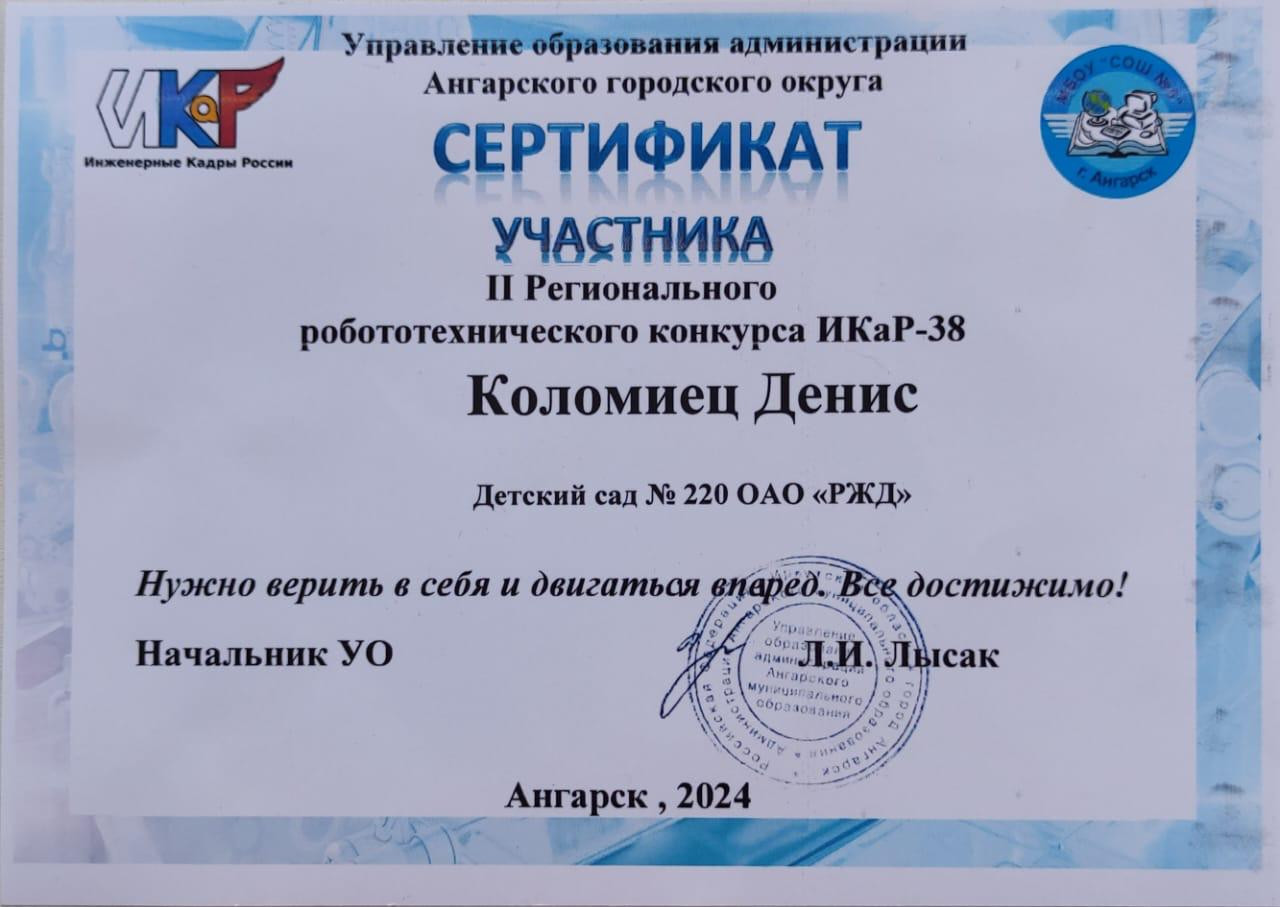 Управление образования администрации
Ангарского городского округа
ИКаР
Инженерные Кадры России
МБОУ "СОШ
г. Ангарск
СЕРТИФИКАТ
УЧАСТНИКА
II Регионального
робототехнического конкурса ИКаР-38
Коломиец Денис
Детский сад № 220 ОАО «РЖД»
Нужно верить в себя и двигаться вперед. Все достижимо!
Начальник УО
Л.И. Лысак
Управление
образования
администрации
Ангарского
муниципального
образования
Ангарск , 2024